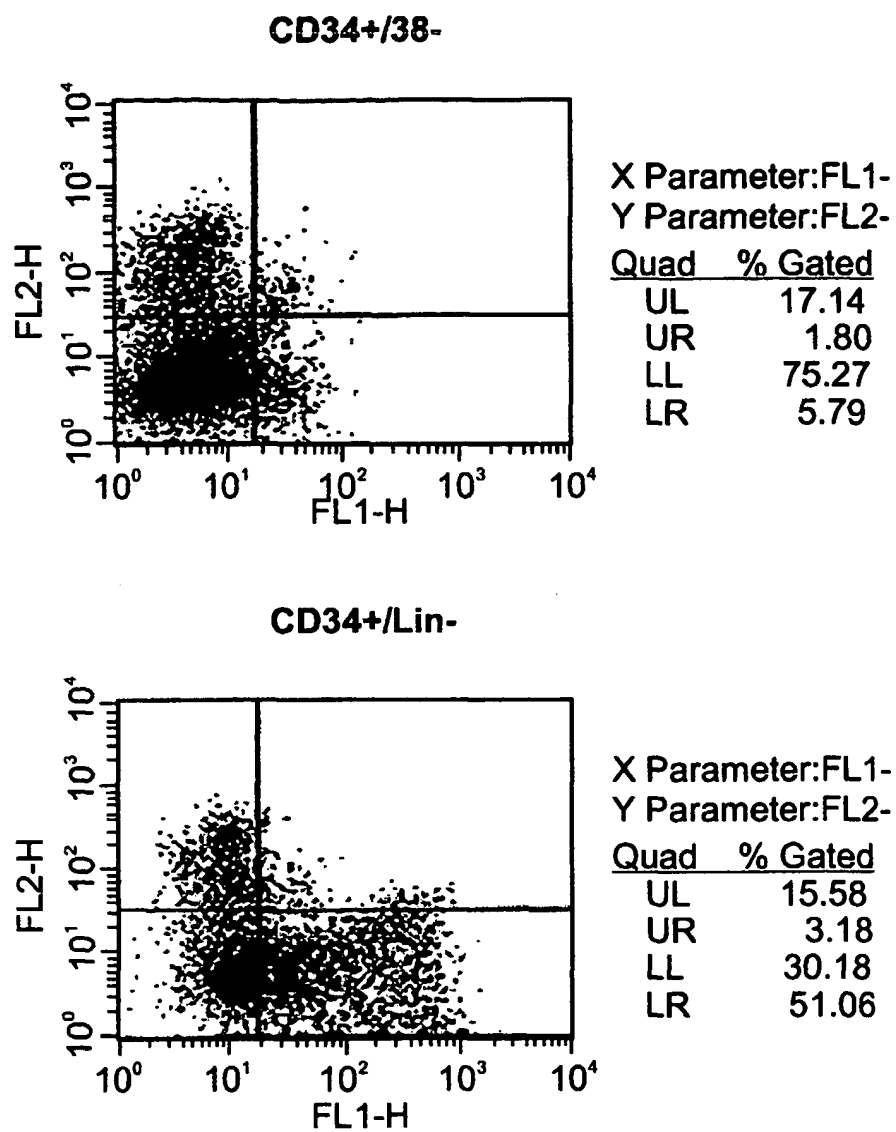 CD34+/38-
10⁴
10³
10²
10¹
10⁰
FL2-H
10⁰ 10¹ 10² 10³ 10⁴
FL1-H
X Parameter:FL1-
Y Parameter:FL2-
Quad % Gated
UL 17.14
UR 1.80
LL 75.27
LR 5.79
CD34+/Lin-
10⁴
10³
10²
10¹
10⁰
FL2-H
10⁰ 10¹ 10² 10³ 10⁴
FL1-H
X Parameter:FL1-
Y Parameter:FL2-
Quad % Gated
UL 15.58
UR 3.18
LL 30.18
LR 51.06